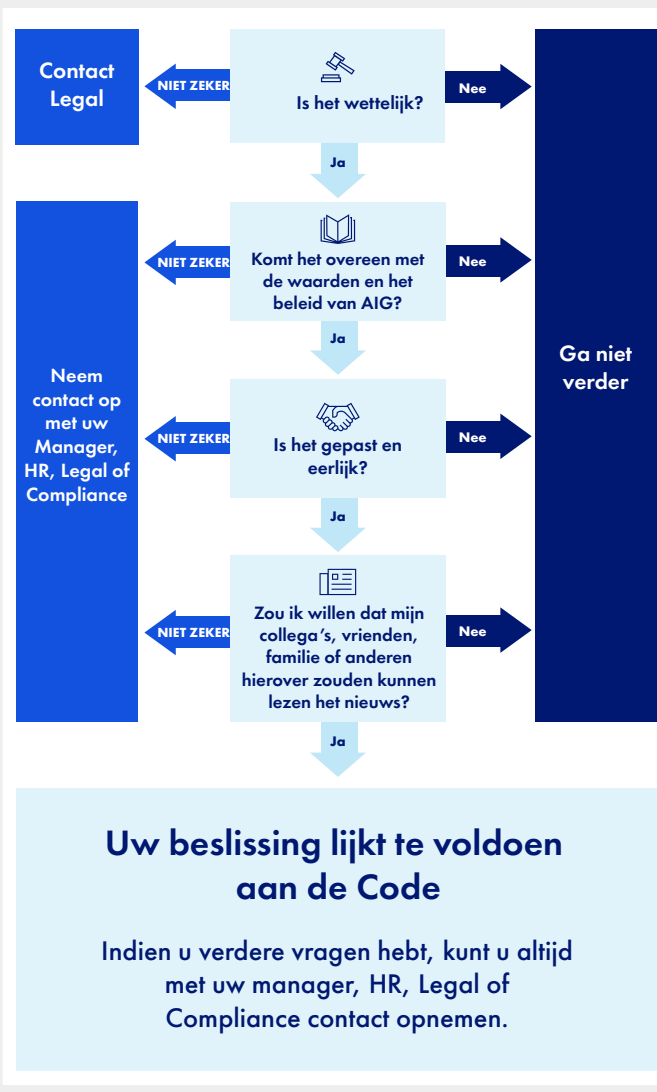 Contact
Legal
NIET ZEKER
Is het wettelijk?
Nee
Ja
NIET ZEKER
Komt het overeen met
de waarden en het
beleid van AIG?
Nee
Ja
Neem
contact op
met uw
Manager,
HR, Legal of
Compliance
Ga niet
verder
NIET ZEKER
Is het gepast en
eerlijk?
Nee
Ja
NIET ZEKER
Zou ik willen dat mijn
collega's, vrienden,
familie of anderen
hierover zouden kunnen
lezen het nieuws?
Nee
Ja
Uw beslissing lijkt te voldoen
aan de Code
Indien u verdere vragen hebt, kunt u altijd
met uw manager, HR, Legal of
Compliance contact opnemen.